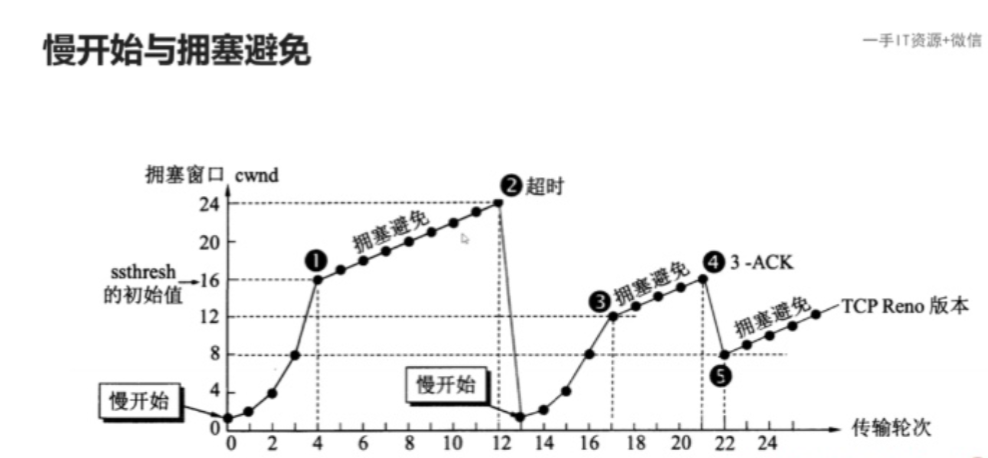 慢开始与拥塞避免
一手IT资源+微信
拥塞窗口 cwnd
❷超时
24
拥塞避免
20
❶
❹ 3 -ACK
ssthresh
的初始值
16
❸ 拥塞避免
拥塞避免
TCP Reno 版本
12
8
❺
慢开始
4
慢开始
0
0 2 4 6 8 10 12 13 14 16 18 20 22 24
传输轮次